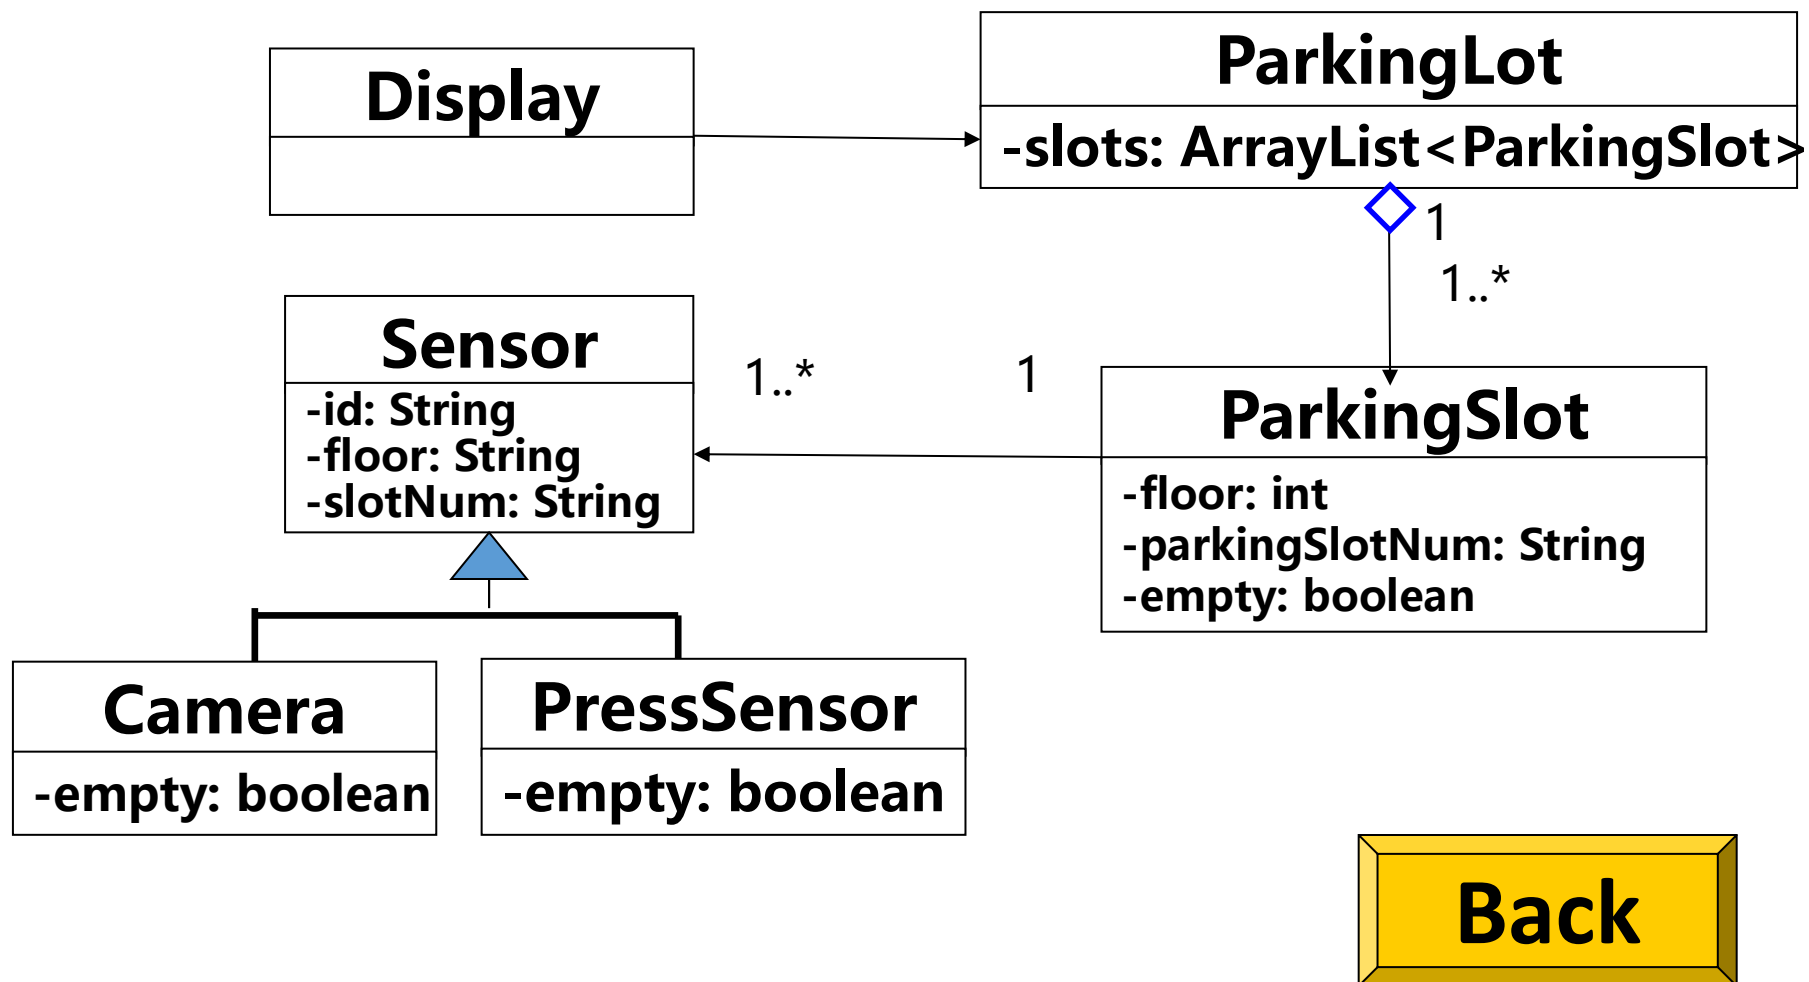 Display
ParkingLot
-slots: ArrayList<ParkingSlot>
1
1..*
Sensor
-id: String
-floor: String
-slotNum: String
1..*
1
ParkingSlot
-floor: int
-parkingSlotNum: String
-empty: boolean
Camera
-empty: boolean
PressSensor
-empty: boolean
Back